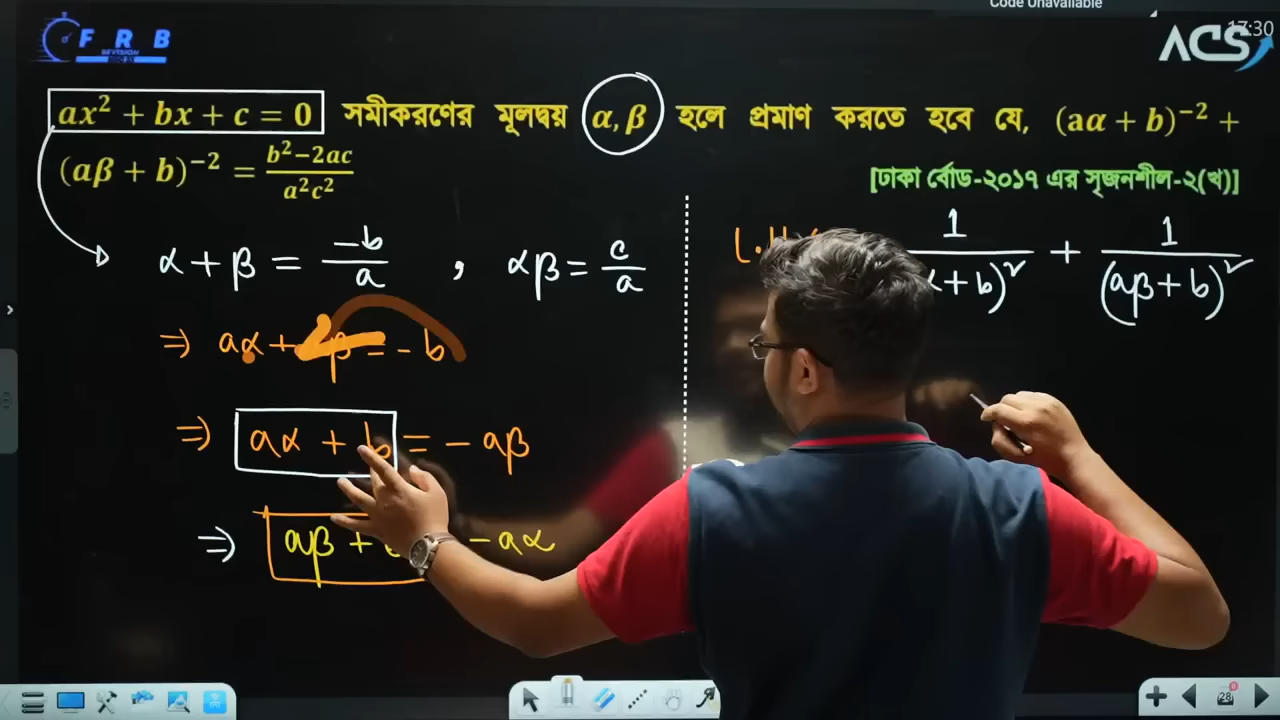 Code Unavailable
17:30
FRB
REVISION
ACS
ax² + bx + c = 0 সমীকরণের মূলদ্বয় α, β হলে প্রমাণ করতে হবে যে, (aα + b)⁻² +
(aβ + b)⁻² = (b²−2ac)/(a²c²)
[ঢাকা বোর্ড-২০১৭ এর সৃজনশীল-২(খ)]
α + β = −b/a , αβ = c/a
⇒ aα + β = − b
⇒ aα + b = − aβ
⇒ aβ + − aα
L.H
1/(α + b)² + 1/(aβ + b)²
28